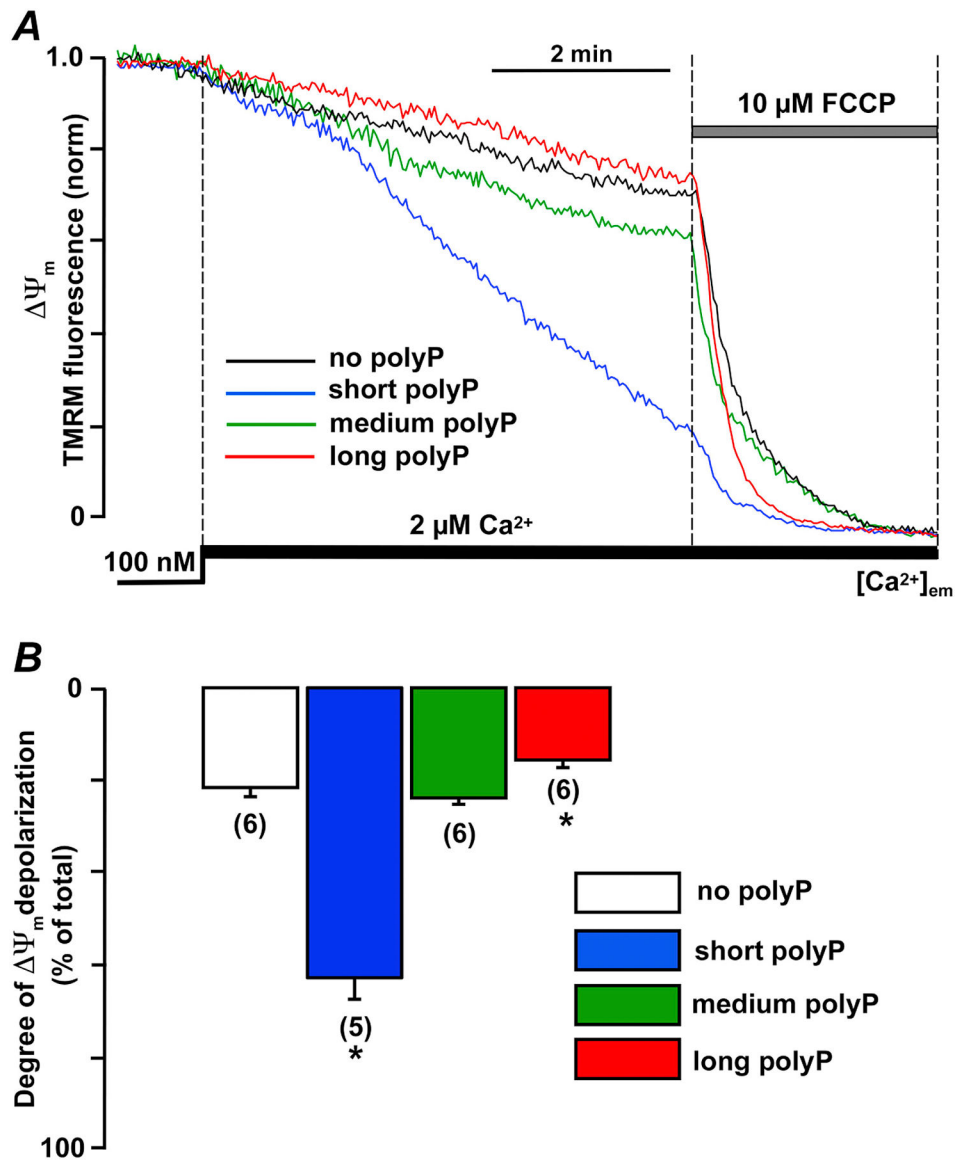 A
1.0
2 min
10 µM FCCP
ΔΨm
TMRM fluorescence (norm)
no polyP
short polyP
medium polyP
long polyP
0
2 µM Ca²⁺
100 nM
[Ca²⁺]em
B
0
Degree of ΔΨm depolarization
(% of total)
(6)
(5)
*
(6)
(6)
*
no polyP
short polyP
medium polyP
long polyP
100